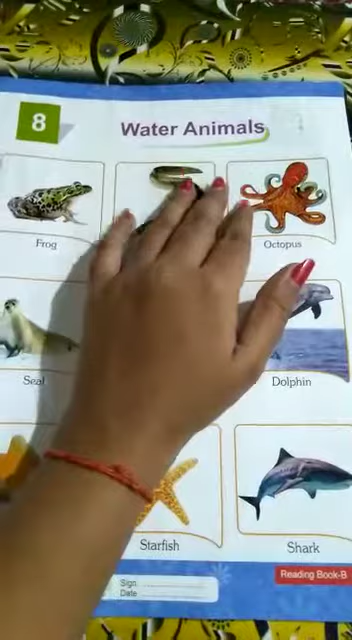 8
Water Animals
Frog
Octopus
Seal
Dolphin
Starfish
Shark
Sign
Date
Reading Book-B